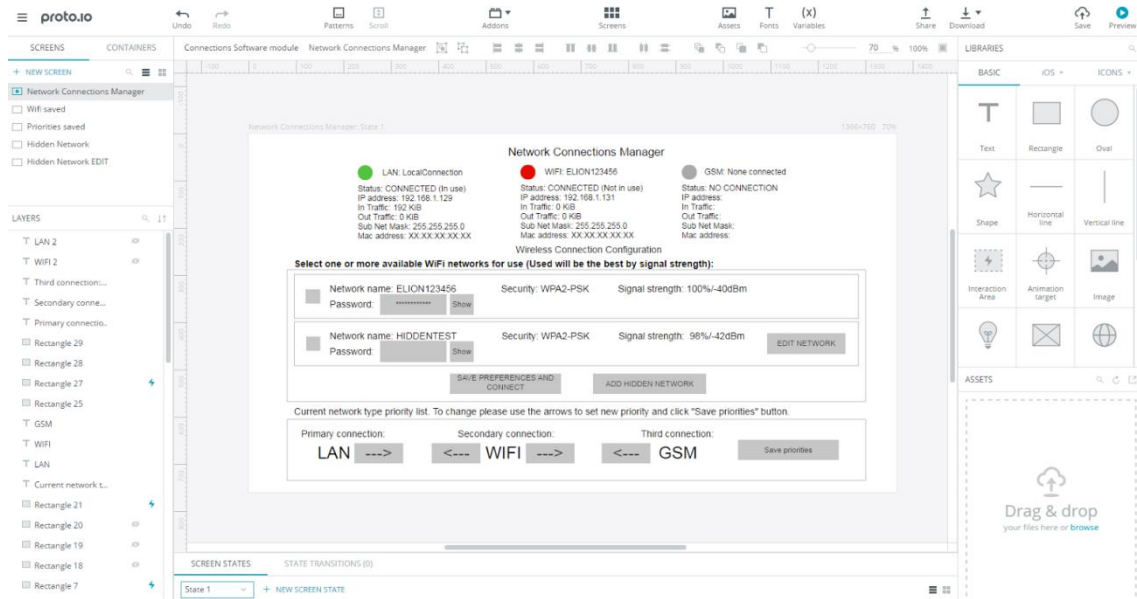 proto.io
Undo Redo Patterns Scroll Add-ons Screens Assets Fonts Variables Share Download Save Preview
SCREENS CONTAINERS
Connections Software module Network Connections Manager 70 % 100%
LIBRARIES
+ NEW SCREEN
Network Connections Manager
Wifi saved
Priorities saved
Hidden Network
Hidden Network EDIT
LAYERS
LAN 2
WIFI 2
Third connection:...
Secondary conne...
Primary connectio..
Rectangle 29
Rectangle 28
Rectangle 27
Rectangle 25
GSM
WIFI
LAN
Current network t...
Rectangle 21
Rectangle 20
Rectangle 19
Rectangle 18
Rectangle 7
Network Connections Manager: State 1
1366×760 70%
Network Connections Manager
LAN: LocalConnection
Status: CONNECTED (In use)
IP address: 192.168.1.129
In Traffic: 192 KiB
Out Traffic: 0 KiB
Sub Net Mask: 255.255.255.0
Mac address: XX.XX.XX.XX.XX
WIFI: ELION123456
Status: CONNECTED (Not in use)
IP address: 192.168.1.131
In Traffic: 0 KiB
Out Traffic: 0 KiB
Sub Net Mask: 255.255.255.0
Mac address: XX.XX.XX.XX.XX
GSM: None connected
Status: NO CONNECTION
IP address:
In Traffic:
Out Traffic:
Sub Net Mask:
Mac address:
Wireless Connection Configuration
Select one or more available WiFi networks for use (Used will be the best by signal strength):
Network name: ELION123456 Security: WPA2-PSK Signal strength: 100%/-40dBm
Password: ************ Show
Network name: HIDDENTEST Security: WPA2-PSK Signal strength: 98%/-42dBm
Password: Show
EDIT NETWORK
SAVE PREFERENCES AND
CONNECT
ADD HIDDEN NETWORK
Current network type priority list. To change please use the arrows to set new priority and click "Save priorities" button.
Primary connection: Secondary connection: Third connection:
LAN ---> <--- WIFI ---> <--- GSM Save priorities
SCREEN STATES STATE TRANSITIONS (0)
State 1 + NEW SCREEN STATE
BASIC iOS ICONS
Text Rectangle Oval
Shape Horizontal
line Vertical line
Interaction
Area Animation
target Image
ASSETS
Drag & drop
your files here or browse